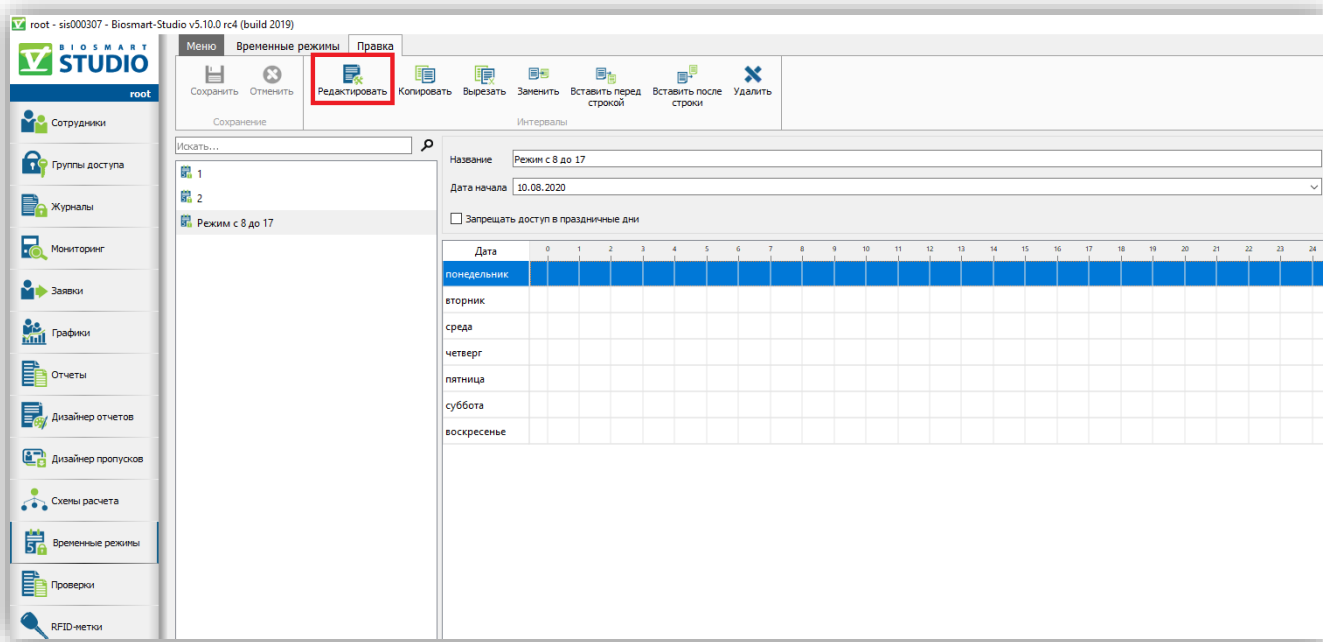 root - sis000307 - Biosmart-Studio v5.10.0 rc4 (build 2019)
BIOSMART
STUDIO
root
Меню Временные режимы Правка
Сохранить Отменить Редактировать Копировать Вырезать Заменить Вставить перед строкой Вставить после строки Удалить
Сохранение Интервалы
Сотрудники
Группы доступа
Журналы
Мониторинг
Заявки
Графики
Отчеты
Дизайнер отчетов
Дизайнер пропусков
Схемы расчета
Временные режимы
Проверки
RFID-метки
Искать...
1
2
Режим с 8 до 17
Название Режим с 8 до 17
Дата начала 10.08.2020
Запрещать доступ в праздничные дни
Дата 0 1 2 3 4 5 6 7 8 9 10 11 12 13 14 15 16 17 18 19 20 21 22 23 24
понедельник
вторник
среда
четверг
пятница
суббота
воскресенье